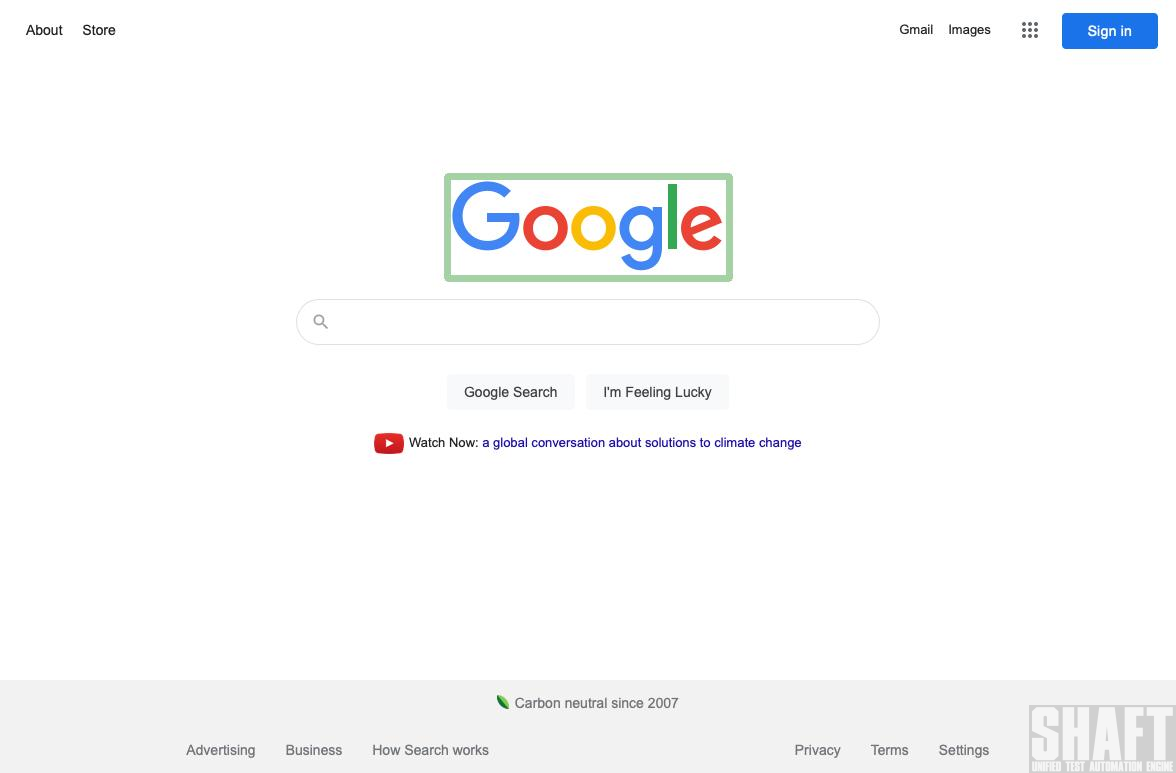 About Store Gmail Images Sign in
Google
Google Search I'm Feeling Lucky
Watch Now: a global conversation about solutions to climate change
Carbon neutral since 2007
Advertising Business How Search works Privacy Terms Settings
SHAFT
UNIFIED TEST AUTOMATION ENGINE